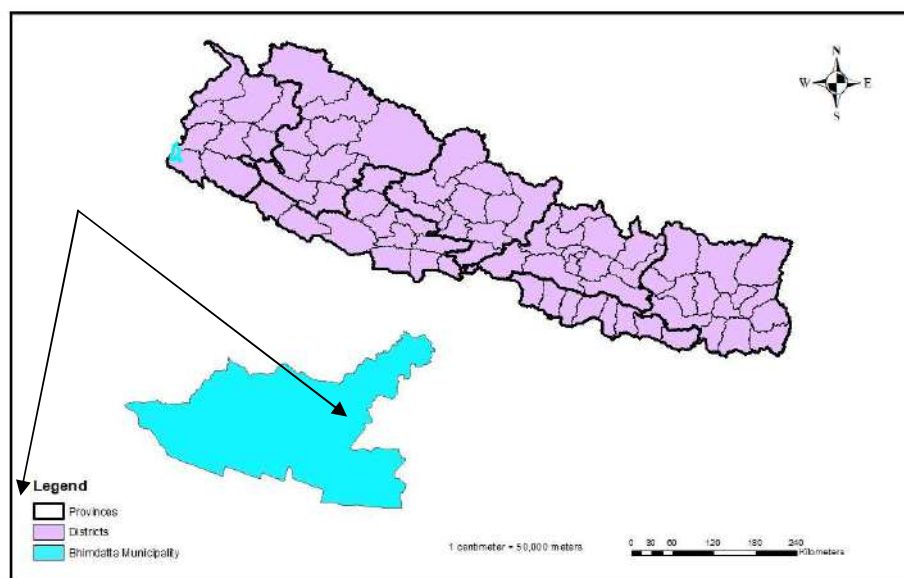 N
W E
S
Legend
Provinces
Districts
Bhimdatta Municipality
1 centimeter = 50,000 meters
0 30 60 120 180 240
Kilometers